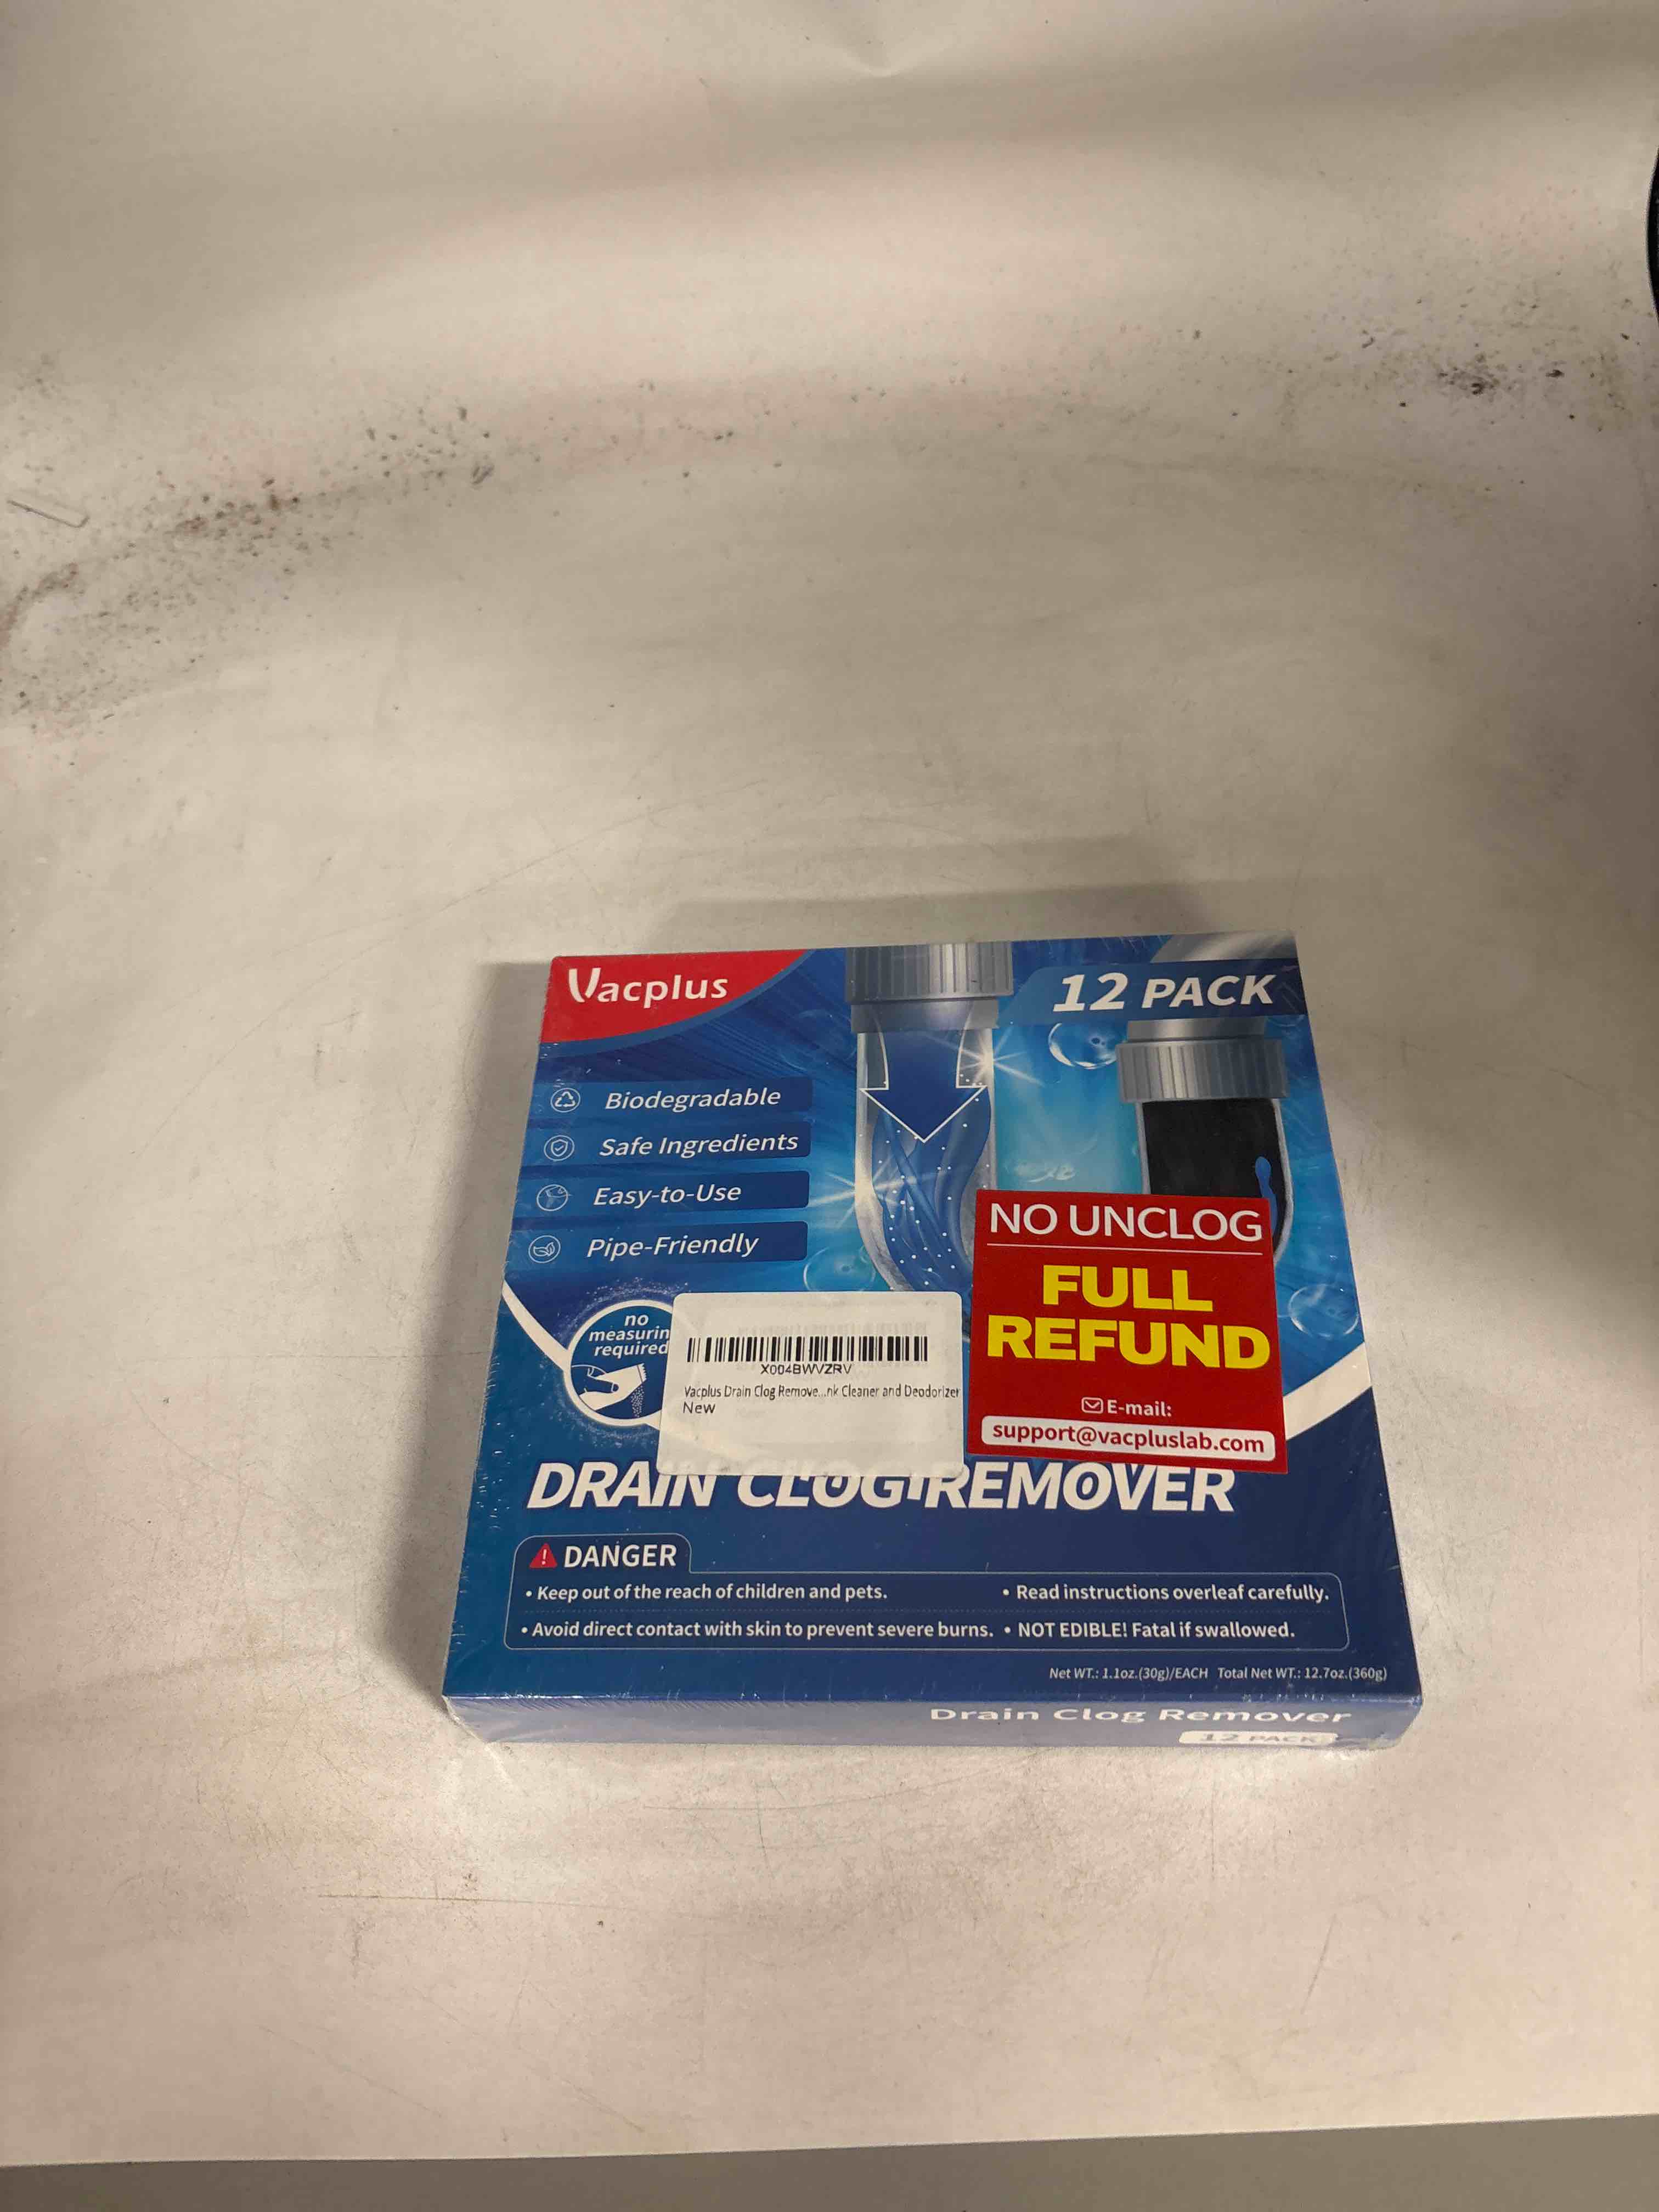 Vacplus
12 PACK
Biodegradable
Safe Ingredients
Easy-to-Use
Pipe-Friendly
no
measurin
required
X004BWVZRV
Vacplus Drain Clog Remove...nk Cleaner and Deodorizer
New
NO UNCLOG
FULL
REFUND
E-mail:
support@vacpluslab.com
DRAIN CLOG REMOVER
DANGER
• Keep out of the reach of children and pets.
• Read instructions overleaf carefully.
• Avoid direct contact with skin to prevent severe burns.
• NOT EDIBLE! Fatal if swallowed.
Net WT.: 1.1oz.(30g)/EACH Total Net WT.: 12.7oz.(360g)
Drain Clog Remover
12 PACK